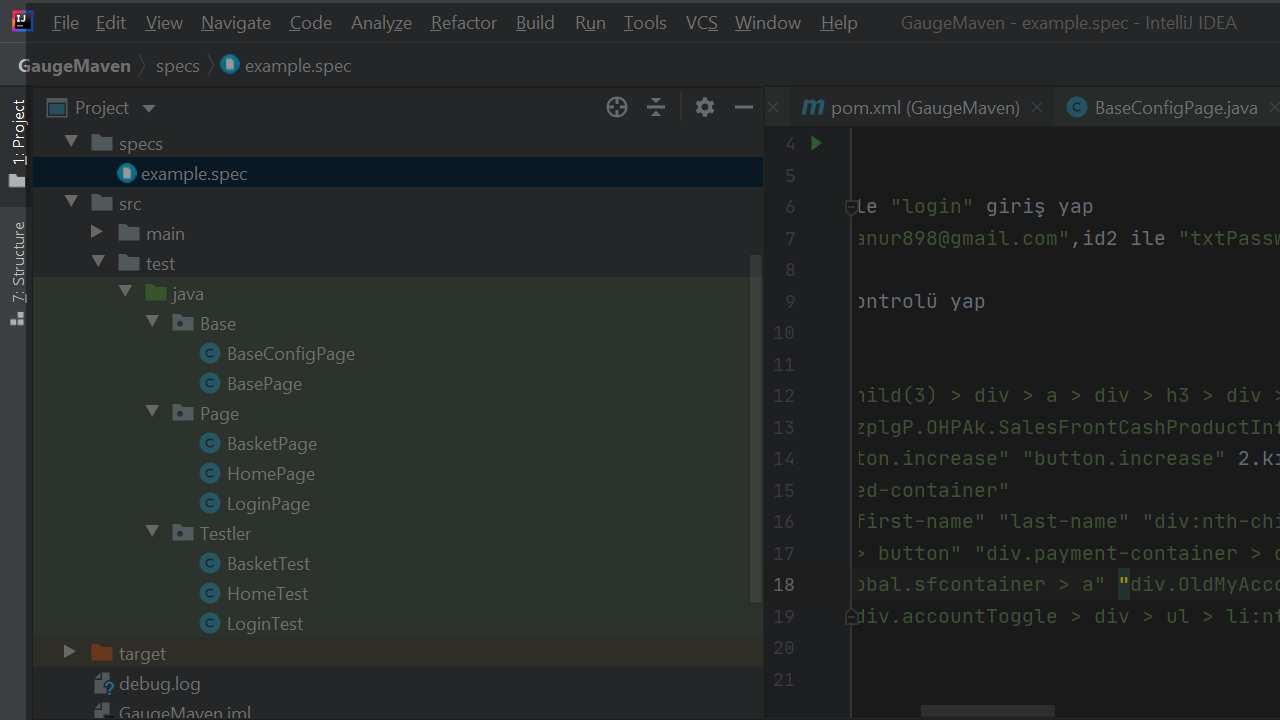 File Edit View Navigate Code Analyze Refactor Build Run Tools VCS Window Help GaugeMaven - example.spec - IntelliJ IDEA
GaugeMaven specs example.spec
1: Project
7: Structure
Project
specs
example.spec
src
main
test
java
Base
BaseConfigPage
BasePage
Page
BasketPage
HomePage
LoginPage
Testler
BasketTest
HomeTest
LoginTest
target
debug.log
GaugeMaven.iml
pom.xml (GaugeMaven) BaseConfigPage.java
4
5
6 le "login" giriş yap
7 anur898@gmail.com",id2 ile "txtPassw
8
9 ontrolü yap
10
11
12 hild(3) > div > a > div > h3 > div >
13 zplgP.OHPAk.SalesFrontCashProductInf
14 ton.increase" "button.increase" 2.ki
15 ed-container"
16 first-name" "last-name" "div:nth-chi
17 > button" "div.payment-container > d
18 obal.sfcontainer > a" "div.OldMyAcco
19 div.accountToggle > div > ul > li:nt
20
21